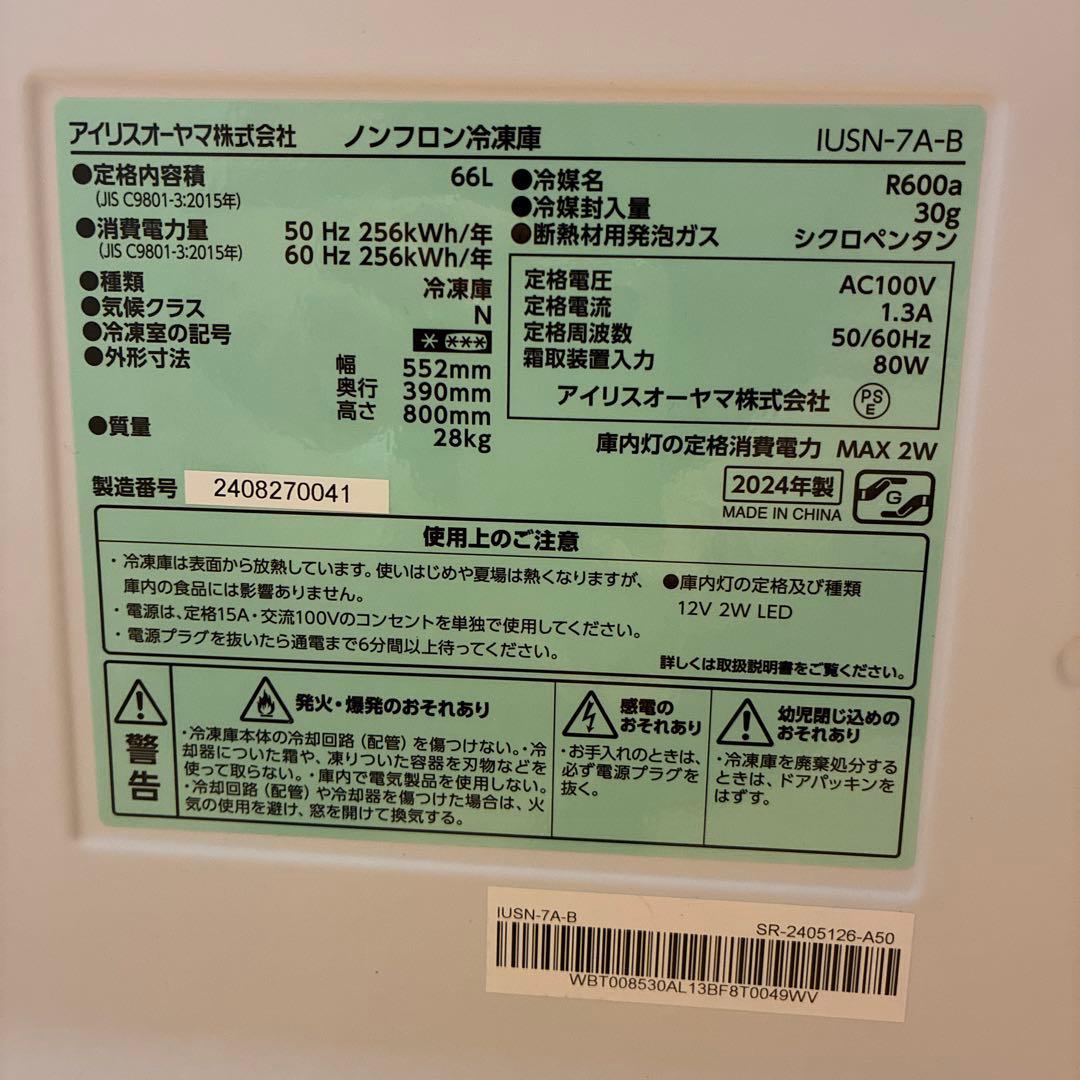 アイリスオーヤマ株式会社 ノンフロン冷凍庫 IUSN-7A-B
●定格内容積 66L
(JIS C9801-3:2015年)
●消費電力量 50 Hz 256kWh/年
(JIS C9801-3:2015年) 60 Hz 256kWh/年
●種類 冷凍庫
●気候クラス N
●冷凍室の記号 * ***
●外形寸法 幅 552mm
奥行 390mm
高さ 800mm
●質量 28kg
●冷媒名 R600a
●冷媒封入量 30g
●断熱材用発泡ガス シクロペンタン
定格電圧 AC100V
定格電流 1.3A
定格周波数 50/60Hz
霜取装置入力 80W
アイリスオーヤマ株式会社 PSE
庫内灯の定格消費電力 MAX 2W
製造番号 2408270041
2024年製
MADE IN CHINA
G
使用上のご注意
・冷凍庫は表面から放熱しています。使いはじめや夏場は熱くなりますが、
庫内の食品には影響ありません。
・電源は、定格15A・交流100Vのコンセントを単独で使用してください。
・電源プラグを抜いたら通電まで6分間以上待ってください。
●庫内灯の定格及び種類
12V 2W LED
詳しくは取扱説明書をご覧ください。
警告
発火・爆発のおそれあり
・冷凍庫本体の冷却回路（配管）を傷つけない。・冷
却器についた霜や、凍りついた容器を刃物などを
使って取らない。・庫内で電気製品を使用しない。
・冷却回路（配管）や冷却器を傷つけた場合は、火
気の使用を避け、窓を開けて換気する。
感電の
おそれあり
・お手入れのときは、
必ず電源プラグを
抜く。
幼児閉じ込めの
おそれあり
・冷凍庫を廃棄処分する
ときは、ドアパッキンを
はずす。
IUSN-7A-B SR-2405126-A50
WBT008530AL13BF8T0049WV